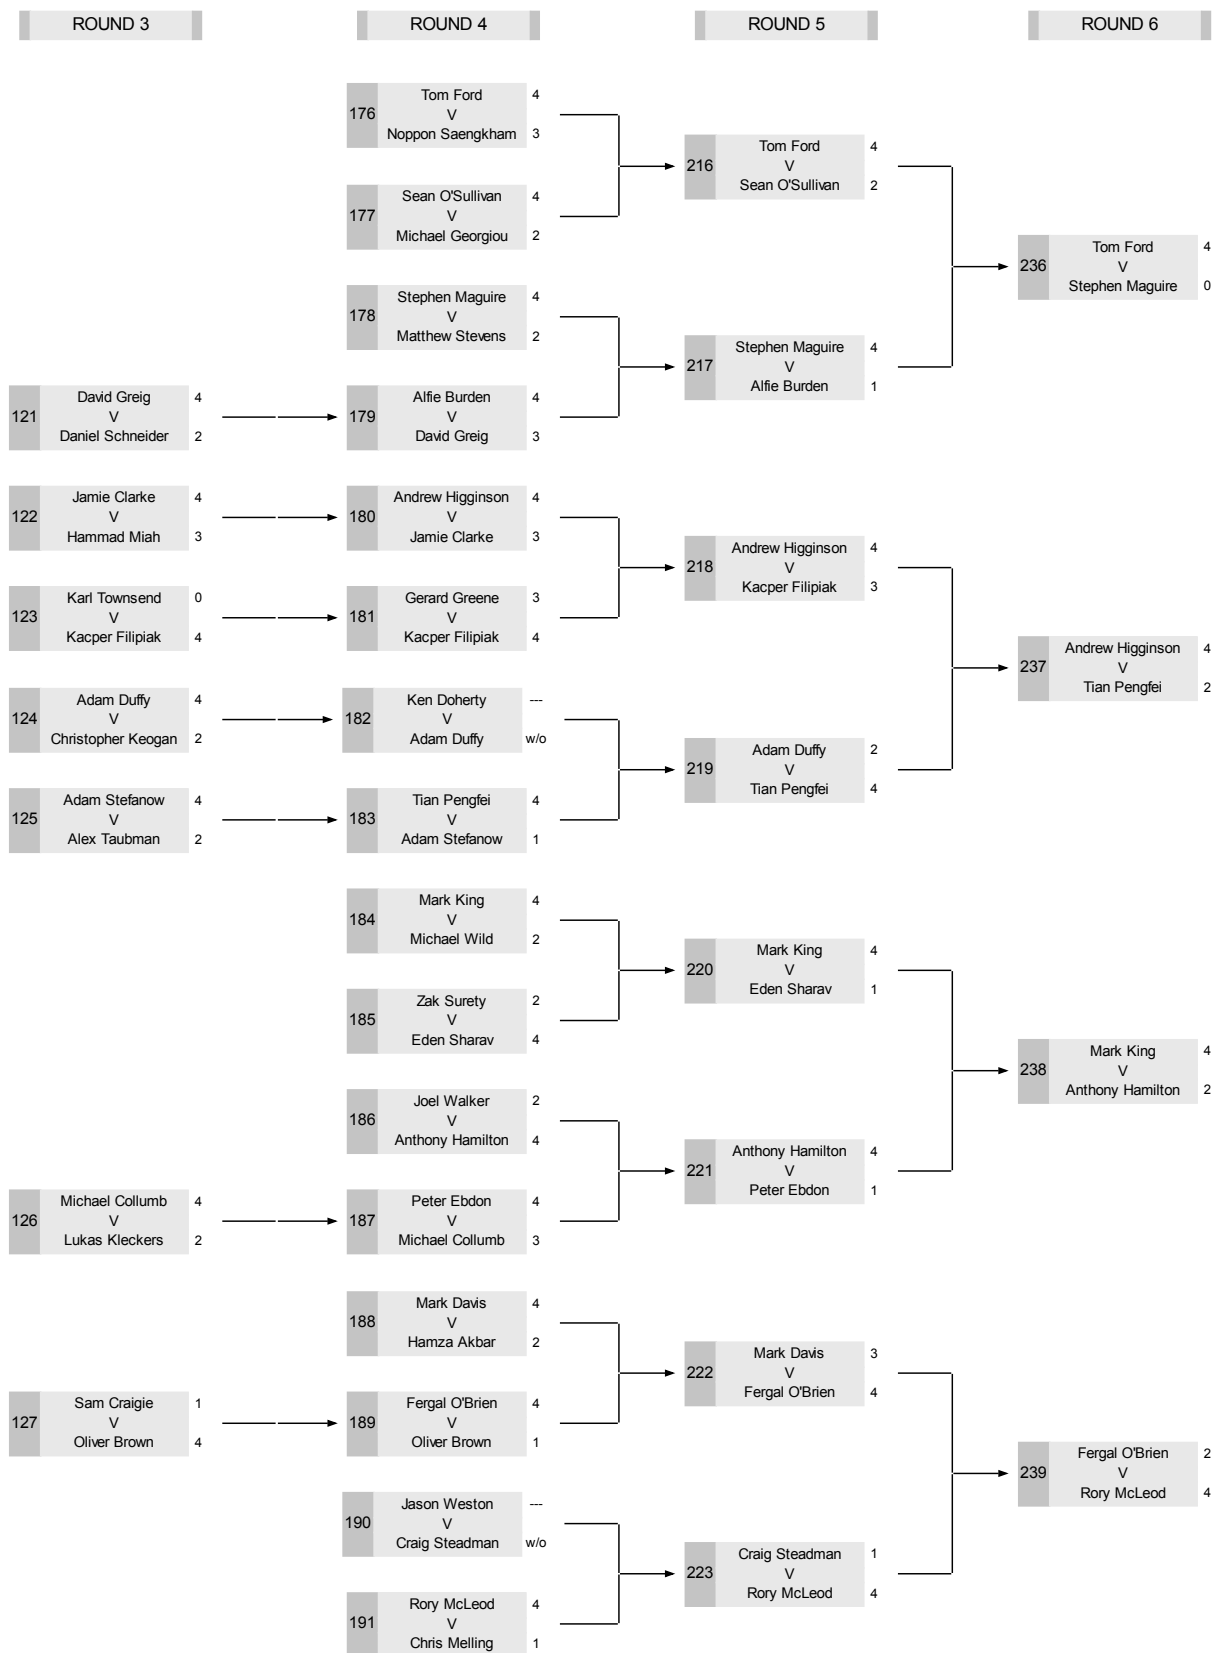 ROUND 3
ROUND 4
ROUND 5
ROUND 6
121
David Greig 4
V
Daniel Schneider 2
122
Jamie Clarke 4
V
Hammad Miah 3
123
Karl Townsend 0
V
Kacper Filipiak 4
124
Adam Duffy 4
V
Christopher Keogan 2
125
Adam Stefanow 4
V
Alex Taubman 2
126
Michael Collumb 4
V
Lukas Kleckers 2
127
Sam Craigie 1
V
Oliver Brown 4
176
Tom Ford 4
V
Noppon Saengkham 3
177
Sean O'Sullivan 4
V
Michael Georgiou 2
178
Stephen Maguire 4
V
Matthew Stevens 2
179
Alfie Burden 4
V
David Greig 3
180
Andrew Higginson 4
V
Jamie Clarke 3
181
Gerard Greene 3
V
Kacper Filipiak 4
182
Ken Doherty ---
V
Adam Duffy w/o
183
Tian Pengfei 4
V
Adam Stefanow 1
184
Mark King 4
V
Michael Wild 2
185
Zak Surety 2
V
Eden Sharav 4
186
Joel Walker 2
V
Anthony Hamilton 4
187
Peter Ebdon 4
V
Michael Collumb 3
188
Mark Davis 4
V
Hamza Akbar 2
189
Fergal O'Brien 4
V
Oliver Brown 1
190
Jason Weston ---
V
Craig Steadman w/o
191
Rory McLeod 4
V
Chris Melling 1
216
Tom Ford 4
V
Sean O'Sullivan 2
217
Stephen Maguire 4
V
Alfie Burden 1
218
Andrew Higginson 4
V
Kacper Filipiak 3
219
Adam Duffy 2
V
Tian Pengfei 4
220
Mark King 4
V
Eden Sharav 1
221
Anthony Hamilton 4
V
Peter Ebdon 1
222
Mark Davis 3
V
Fergal O'Brien 4
223
Craig Steadman 1
V
Rory McLeod 4
236
Tom Ford 4
V
Stephen Maguire 0
237
Andrew Higginson 4
V
Tian Pengfei 2
238
Mark King 4
V
Anthony Hamilton 2
239
Fergal O'Brien 2
V
Rory McLeod 4